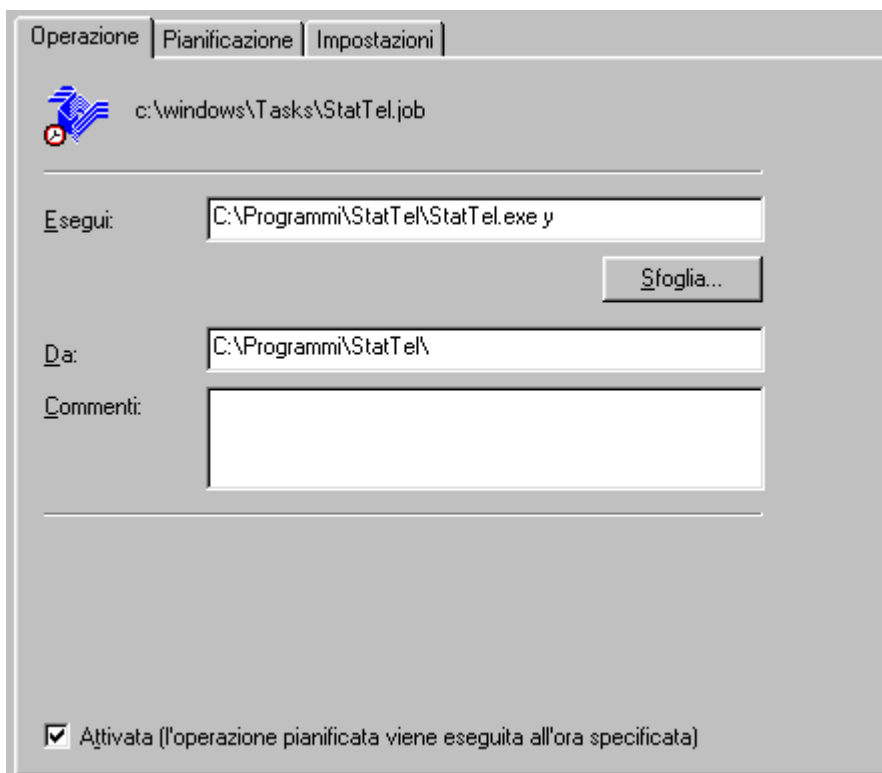 Operazione Pianificazione Impostazioni
c:\windows\Tasks\StatTel.job
Esegui: C:\Programmi\StatTel\StatTel.exe y
Sfoglia...
Da: C:\Programmi\StatTel\
Commenti:
Attivata (l'operazione pianificata viene eseguita all'ora specificata)